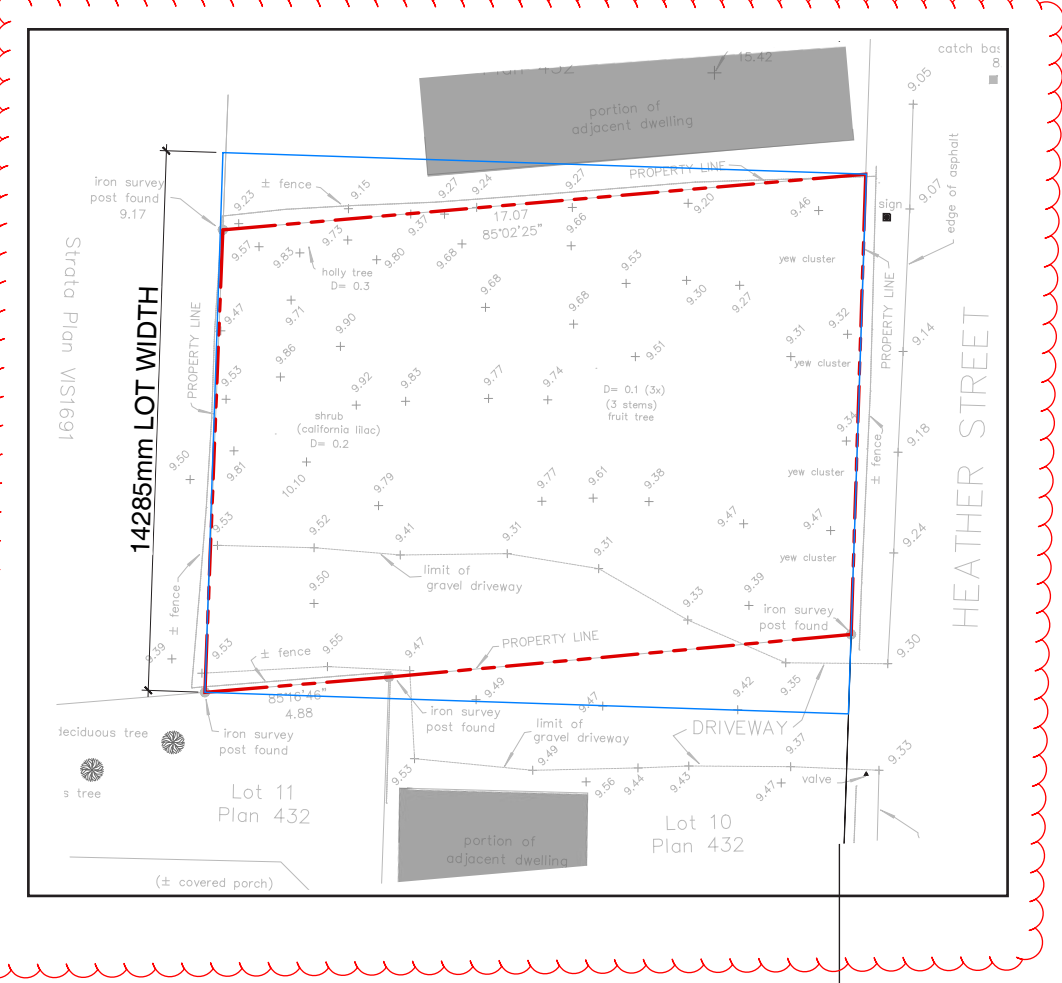 catch bas
8
15.42
portion of
adjacent dwelling
9.05
edge of asphalt
PROPERTY LINE
iron survey
post found
9.17
± fence
9.23
9.15
9.27
9.24
9.27
9.37
17.07
85°02'25"
9.66
9.20
9.46
sign
9.07
9.57
9.83
9.73
9.80
9.68
holly tree
D= 0.3
9.53
yew cluster
9.30
9.27
Strata Plan VIS1691
PROPERTY LINE
9.47
9.71
9.90
9.68
9.68
9.31
9.32
PROPERTY LINE
9.14
14285mm LOT WIDTH
9.86
9.51
yew cluster
9.53
9.92
9.83
9.77
9.74
D= 0.1 (3x)
(3 stems)
fruit tree
HEATHER STREET
shrub
(california lilac)
D= 0.2
9.34
9.18
9.50
9.81
10.10
9.79
9.77
9.61
9.38
yew cluster
± fence
9.53
9.52
9.41
9.31
9.31
9.47
9.47
9.24
yew cluster
limit of
gravel driveway
9.50
± fence
9.33
9.39
iron survey
post found
9.39
9.53
± fence
9.55
9.47
PROPERTY LINE
9.30
85°16'46"
4.88
9.49
9.47
9.42
9.35
iron survey
post found
iron survey
post found
limit of
gravel driveway
DRIVEWAY
9.37
9.33
deciduous tree
s tree
9.53
9.49
9.56
9.44
9.43
9.47
valve
Lot 11
Plan 432
Lot 10
Plan 432
portion of
adjacent dwelling
(± covered porch)